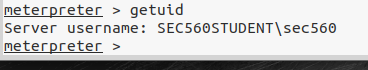 meterpreter > getuid
Server username: SEC560STUDENT\sec560
meterpreter >